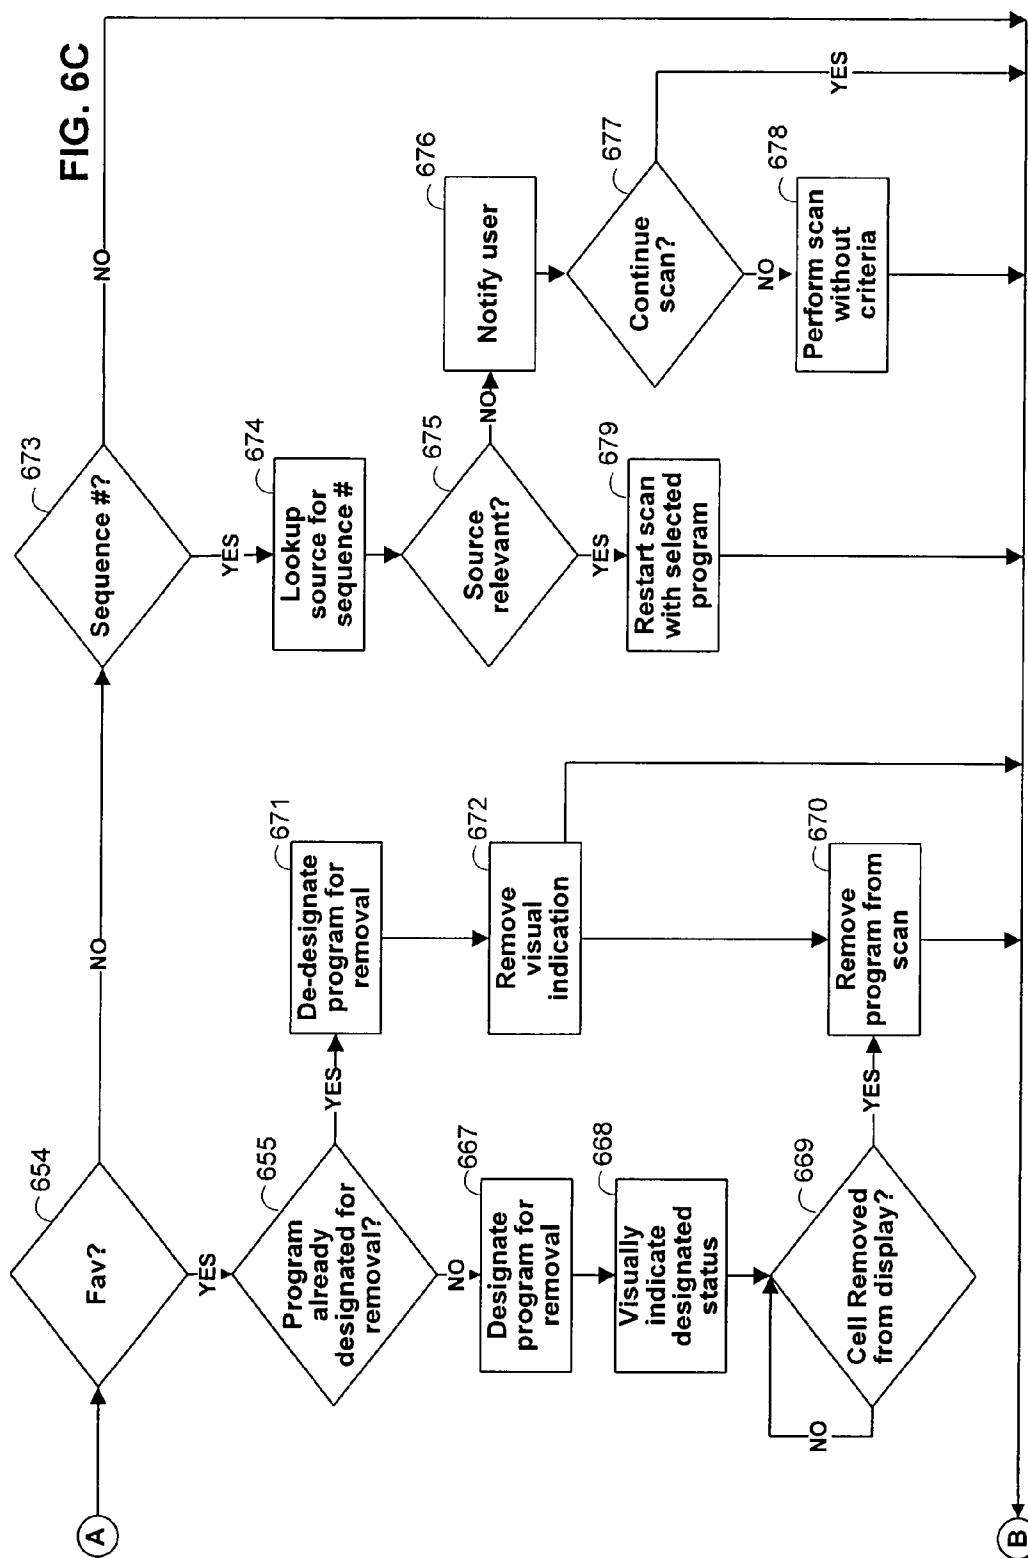 FIG. 6C
A
Fav?
654
NO
YES
Program
already
designated for
removal?
655
YES
NO
De-designate
program for
removal
671
Remove
visual
indication
672
Designate
program for
removal
667
Visually
indicate
designated
status
668
Cell Removed
from display?
669
NO
YES
Remove
program from
scan
670
Sequence #?
673
NO
YES
Lookup
source for
sequence #
674
Source
relevant?
675
NO
YES
Notify user
676
Continue
scan?
677
YES
NO
Perform scan
without
criteria
678
Restart scan
with selected
program
679
B